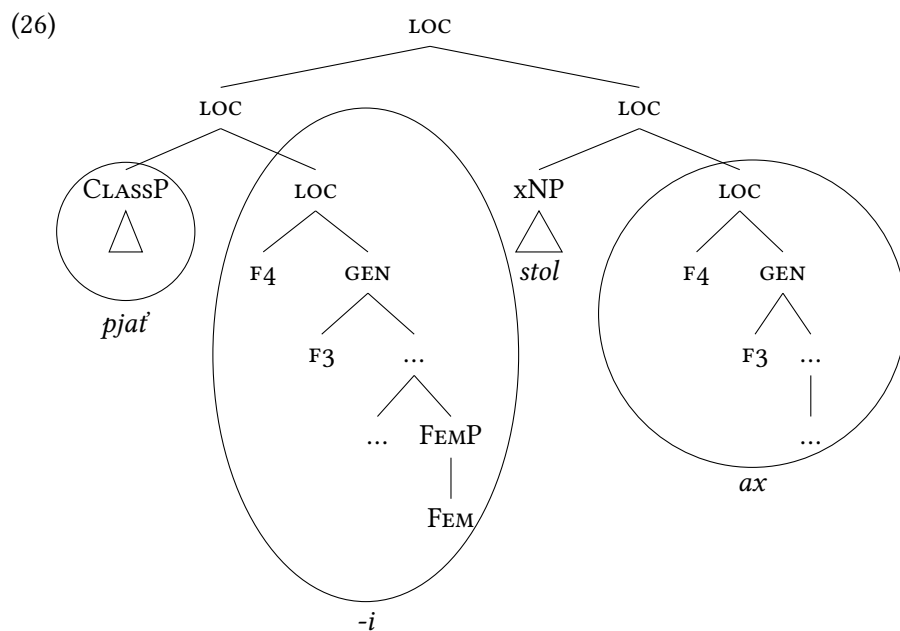 (26)
LOC
LOC LOC
CLASSP LOC xNP LOC
F4 GEN stol F4 GEN
pjat'
F3 ... F3 ...
... FEMP ...
FEM ax
-i